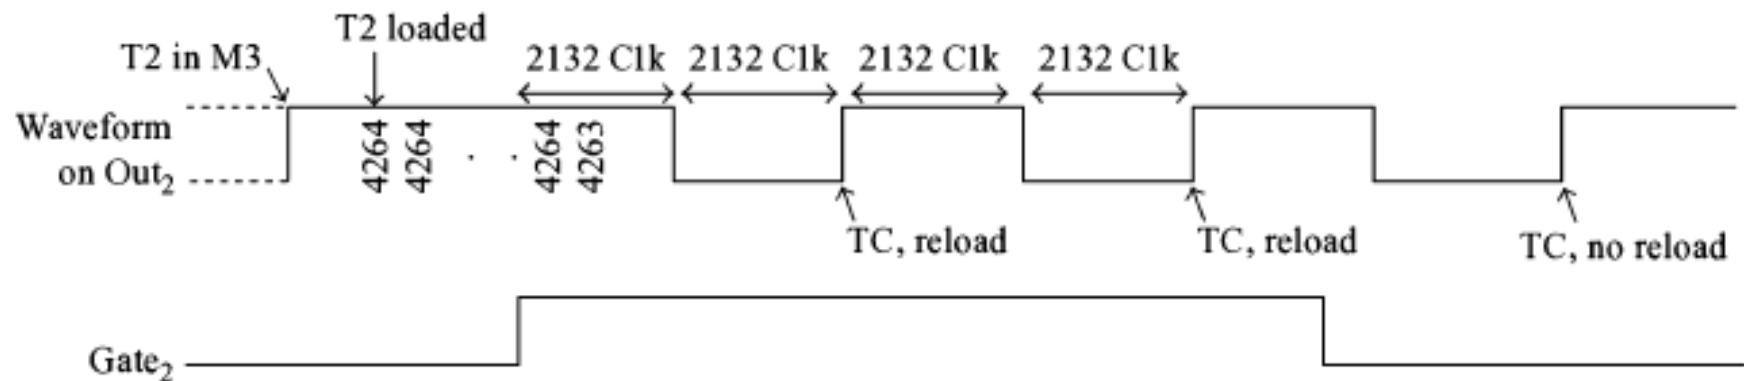 T2 loaded
T2 in M3
2132 Clk 2132 Clk 2132 Clk 2132 Clk
Waveform
on Out₂
4264 4264 . . 4264 4263
TC, reload TC, reload TC, no reload
Gate₂